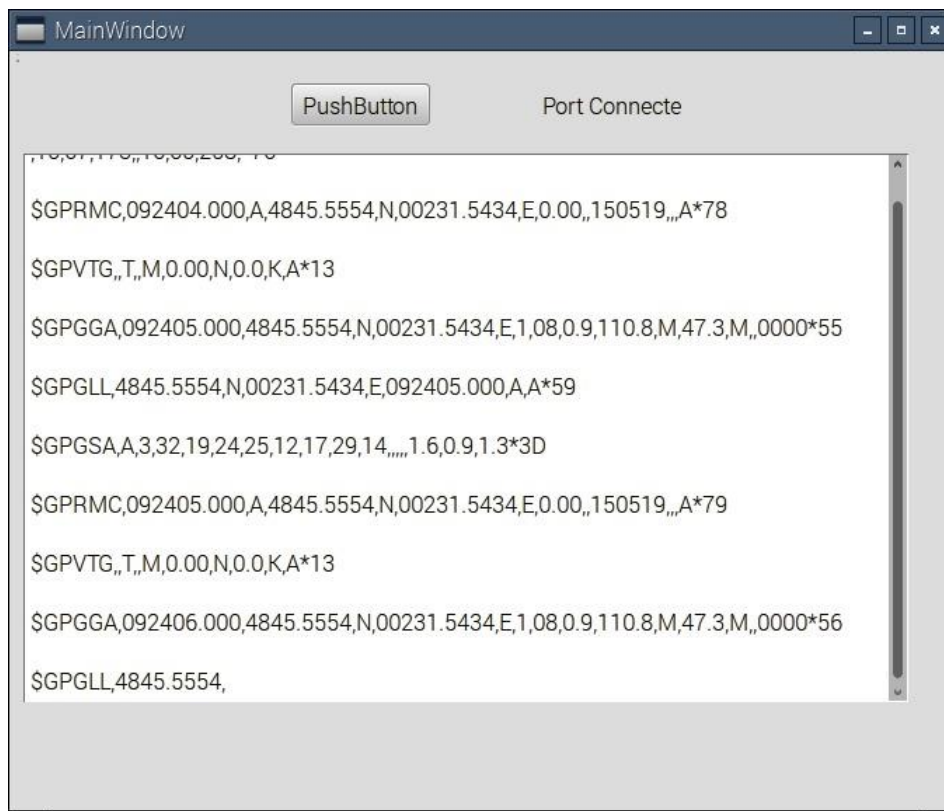 MainWindow
PushButton
Port Connecte
$GPRMC,092404.000,A,4845.5554,N,00231.5434,E,0.00,,150519,,,A*78
$GPVTG,,T,,M,0.00,N,0.0,K,A*13
$GPGGA,092405.000,4845.5554,N,00231.5434,E,1,08,0.9,110.8,M,47.3,M,,0000*55
$GPGLL,4845.5554,N,00231.5434,E,092405.000,A,A*59
$GPGSA,A,3,32,19,24,25,12,17,29,14,,,,,1.6,0.9,1.3*3D
$GPRMC,092405.000,A,4845.5554,N,00231.5434,E,0.00,,150519,,,A*79
$GPVTG,,T,,M,0.00,N,0.0,K,A*13
$GPGGA,092406.000,4845.5554,N,00231.5434,E,1,08,0.9,110.8,M,47.3,M,,0000*56
$GPGLL,4845.5554,